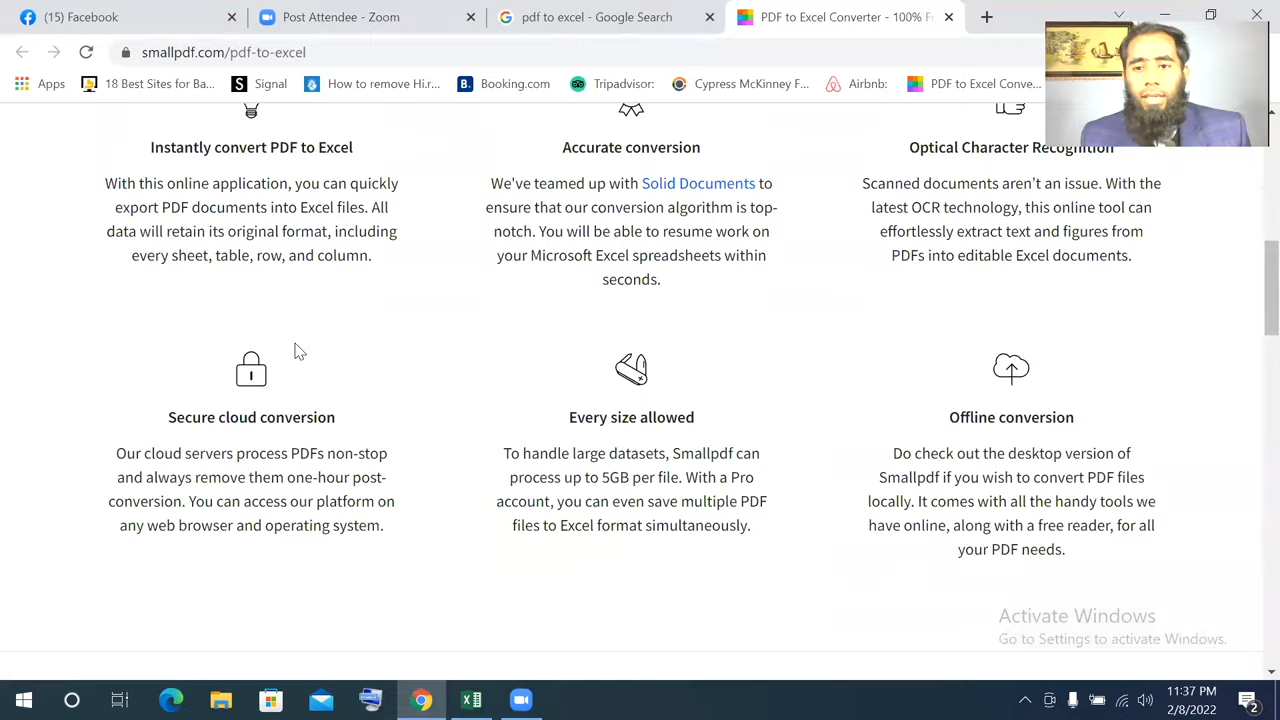 (15) Facebook
Post Attendee - Zoom
pdf to excel - Google Search
PDF to Excel Converter - 100% F
smallpdf.com/pdf-to-excel
Apps
18 Best Sites for Ba...
Signal
Booking.co
Tripadvisor
Cypress McKinney F...
Airbnb
PDF to Excel Conve...
Instantly convert PDF to Excel
With this online application, you can quickly
export PDF documents into Excel files. All
data will retain its original format, including
every sheet, table, row, and column.
Accurate conversion
We've teamed up with Solid Documents to
ensure that our conversion algorithm is top-
notch. You will be able to resume work on
your Microsoft Excel spreadsheets within
seconds.
Optical Character Recognition
Scanned documents aren't an issue. With the
latest OCR technology, this online tool can
effortlessly extract text and figures from
PDFs into editable Excel documents.
Secure cloud conversion
Our cloud servers process PDFs non-stop
and always remove them one-hour post-
conversion. You can access our platform on
any web browser and operating system.
Every size allowed
To handle large datasets, Smallpdf can
process up to 5GB per file. With a Pro
account, you can even save multiple PDF
files to Excel format simultaneously.
Offline conversion
Do check out the desktop version of
Smallpdf if you wish to convert PDF files
locally. It comes with all the handy tools we
have online, along with a free reader, for all
your PDF needs.
Activate Windows
Go to Settings to activate Windows.
11:37 PM
2/8/2022
2